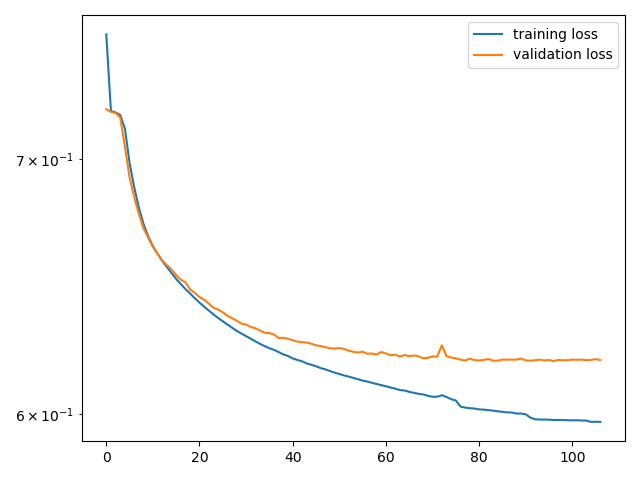 training loss
validation loss
7 × 10⁻¹
6 × 10⁻¹
0 20 40 60 80 100